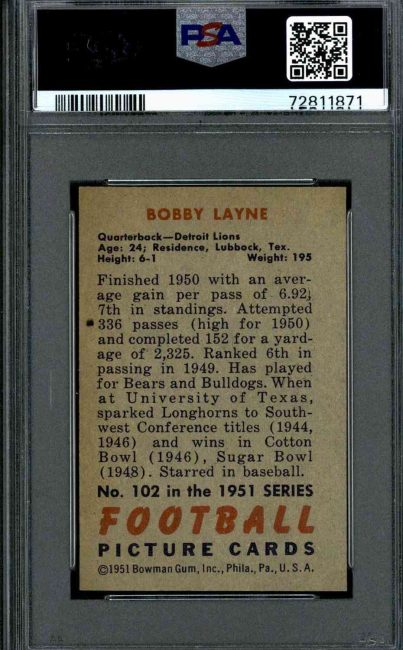 PSA
72811871
BOBBY LAYNE
Quarterback—Detroit Lions
Age: 24; Residence, Lubbock, Tex.
Height: 6-1 Weight: 195
Finished 1950 with an aver-
age gain per pass of 6.92;
7th in standings. Attempted
336 passes (high for 1950)
and completed 152 for a yard-
age of 2,325. Ranked 6th in
passing in 1949. Has played
for Bears and Bulldogs. When
at University of Texas,
sparked Longhorns to South-
west Conference titles (1944,
1946) and wins in Cotton
Bowl (1946), Sugar Bowl
(1948). Starred in baseball.
No. 102 in the 1951 SERIES
FOOTBALL
PICTURE CARDS
©1951 Bowman Gum, Inc., Phila., Pa., U.S.A.